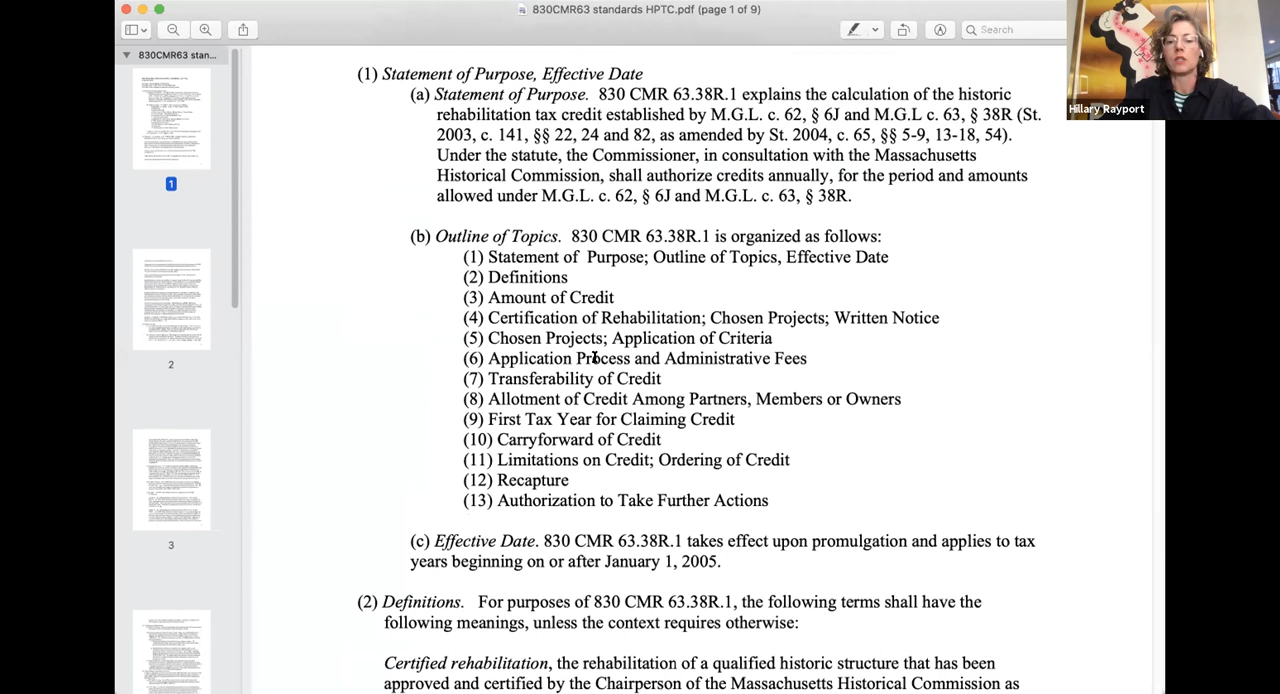 830CMR63 standards HPTC.pdf (page 1 of 9)
Search
830CMR63 stan...
1
2
3
Hilary Rayport
(1) Statement of Purpose, Effective Date
(a) Statement of Purpose. 830 CMR 63.38R.1 explains the calculation of the historic
rehabilitation tax credit established by M.G.L. c. 62, § 6J and M.G.L c. 63, § 38R (St.
2003, c. 141, §§ 22, 32 and 82, as amended by St. 2004, c. 65, §§ 5-9, 13-18, 54).
Under the statute, the Commissioner, in consultation with the Massachusetts
Historical Commission, shall authorize credits annually, for the period and amounts
allowed under M.G.L. c. 62, § 6J and M.G.L. c. 63, § 38R.
(b) Outline of Topics. 830 CMR 63.38R.1 is organized as follows:
(1) Statement of Purpose; Outline of Topics, Effective Date
(2) Definitions
(3) Amount of Credit
(4) Certification of Rehabilitation; Chosen Projects; Written Notice
(5) Chosen Projects; Application of Criteria
(6) Application Process and Administrative Fees
(7) Transferability of Credit
(8) Allotment of Credit Among Partners, Members or Owners
(9) First Tax Year for Claiming Credit
(10) Carryforward of Credit
(11) Limitations on Credit; Ordering of Credit
(12) Recapture
(13) Authorization to Take Further Actions
(c) Effective Date. 830 CMR 63.38R.1 takes effect upon promulgation and applies to tax
years beginning on or after January 1, 2005.
(2) Definitions. For purposes of 830 CMR 63.38R.1, the following terms shall have the
following meanings, unless the context requires otherwise:
Certified rehabilitation, the rehabilitation of a qualified historic structure that has been
approved and certified by the of the Massachusetts Historical Commission as